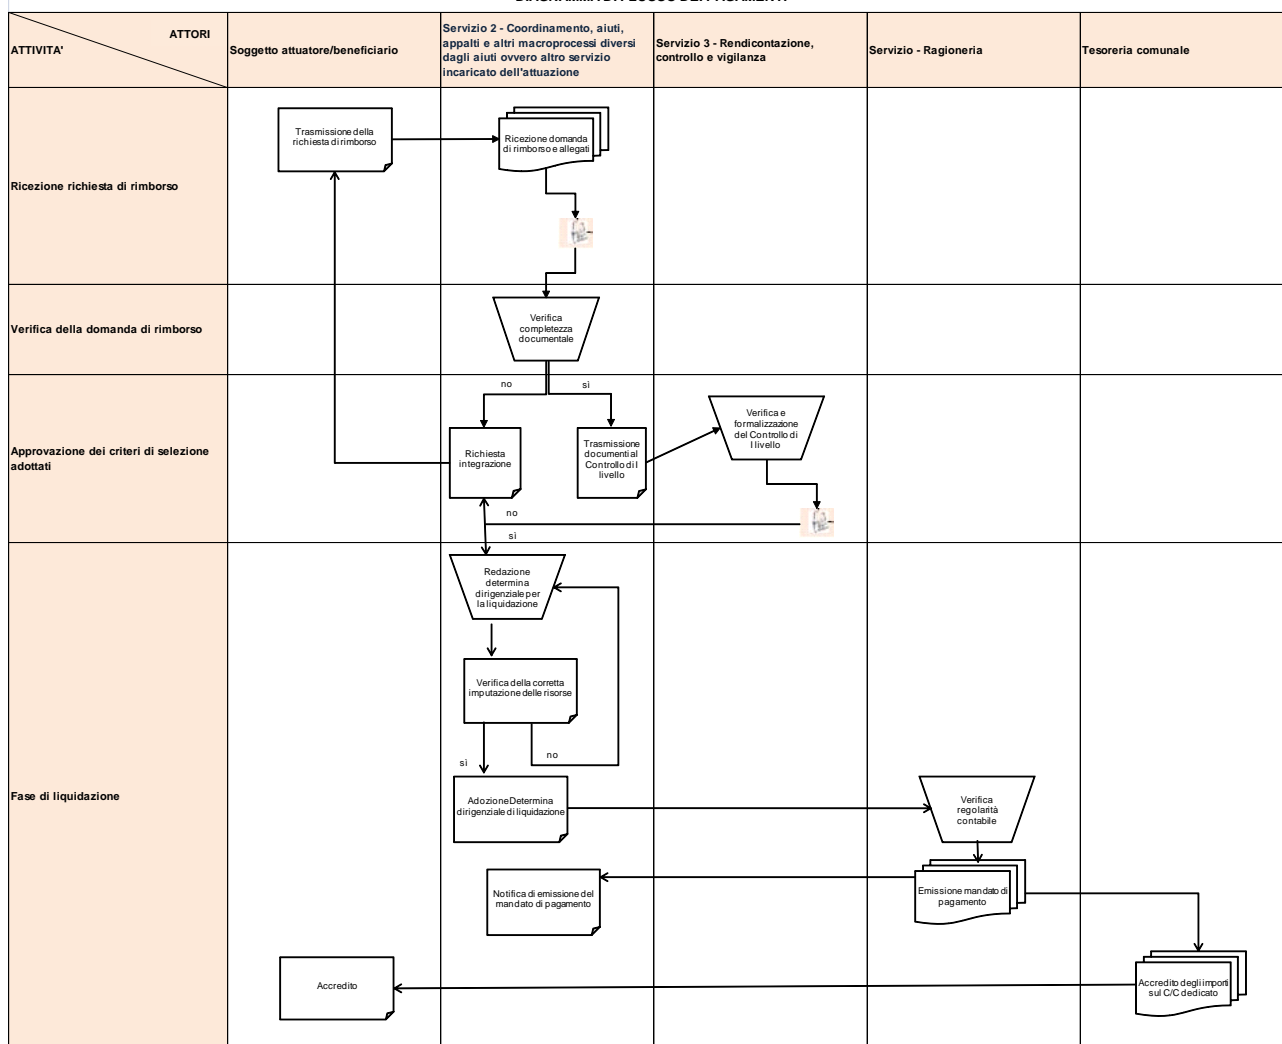 DIAGRAMMA DI FLUSSO DEI PAGAMENTI
ATTORI
ATTIVITA'
Soggetto attuatore/beneficiario
Servizio 2 - Coordinamento, aiuti,
appalti e altri macroprocessi diversi
dagli aiuti ovvero altro servizio
incaricato dell'attuazione
Servizio 3 - Rendicontazione,
controllo e vigilanza
Servizio - Ragioneria
Tesoreria comunale
Ricezione richiesta di rimborso
Trasmissione della
richiesta di rimborso
Ricezione domanda
di rimborso e allegati
Verifica della domanda di rimborso
Verifica
completezza
documentale
no
sì
Approvazione dei criteri di selezione
adottati
Richiesta
integrazione
Trasmissione
documenti al
Controllo di I
livello
Verifica e
formalizzazione
del Controllo di
I livello
no
sì
Fase di liquidazione
Redazione
determina
dirigenziale per
la liquidazione
Verifica della corretta
imputazione delle risorse
no
sì
Adozione Determina
dirigenziale di liquidazione
Verifica
regolarità
contabile
Notifica di emissione del
mandato di pagamento
Emissione mandato di
pagamento
Accredito
Accredito degli importi
sul C/C dedicato